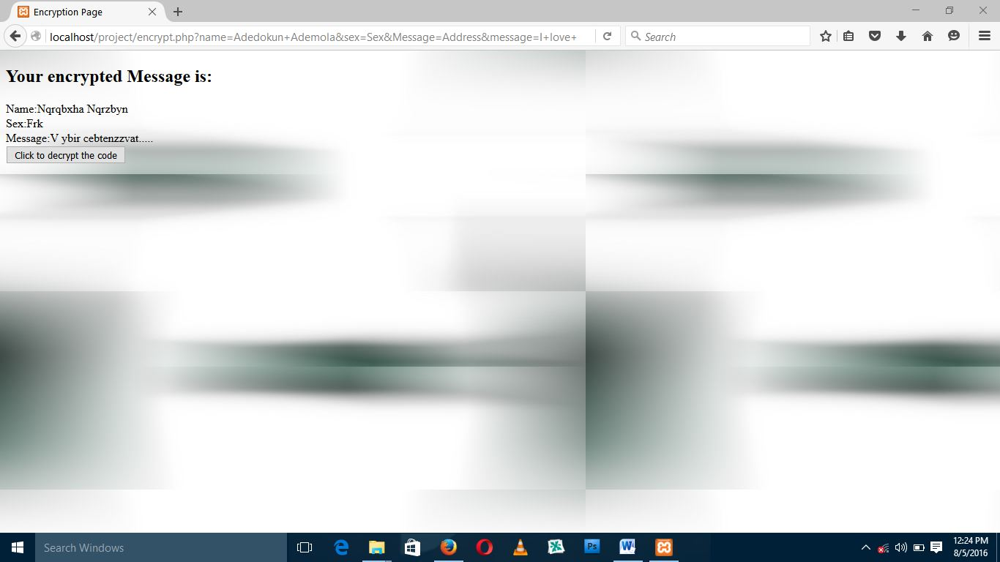 Encryption Page
localhost/project/encrypt.php?name=Adedokun+Ademola&sex=Sex&Message=Address&message=I+love+
Search
Your encrypted Message is:
Name:Nqrqbxha Nqrzbyn
Sex:Frk
Message:V ybir cebtenzzvat.....
Click to decrypt the code
Search Windows
Ps
W
12:24 PM
8/5/2016